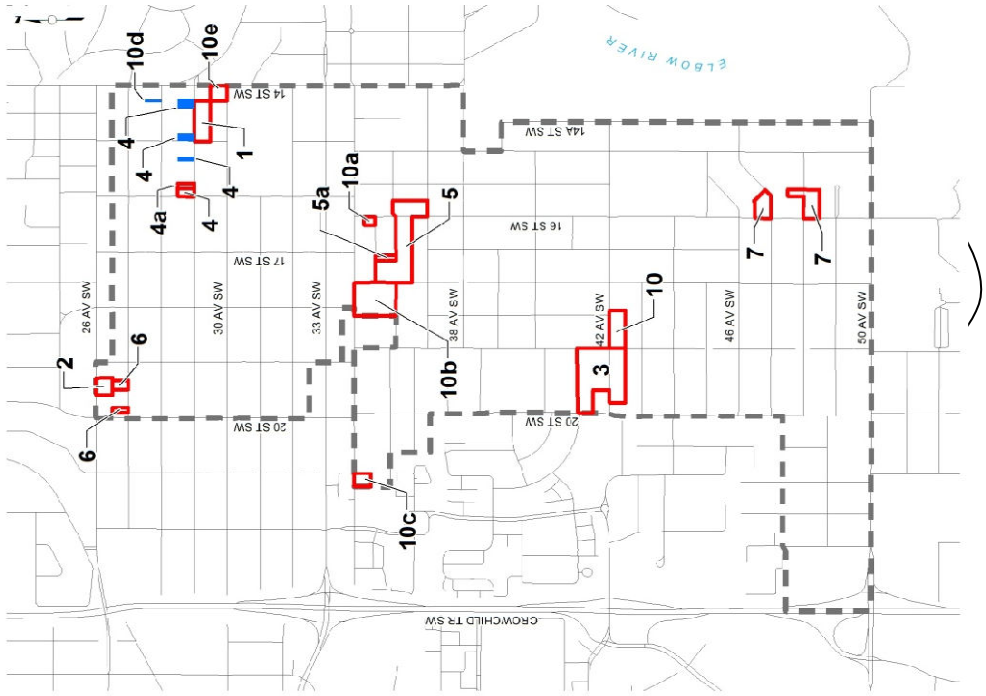 10d
10e
14 ST SW
ELBOW RIVER
4
4
1
4
4a
4
14A ST SW
10a
5a
5
16 ST SW
7
7
17 ST SW
26 AV SW
30 AV SW
33 AV SW
38 AV SW
42 AV SW
46 AV SW
50 AV SW
10
2
6
10b
3
6
20 ST SW
20 ST SW
10c
CROWCHILD TR SW